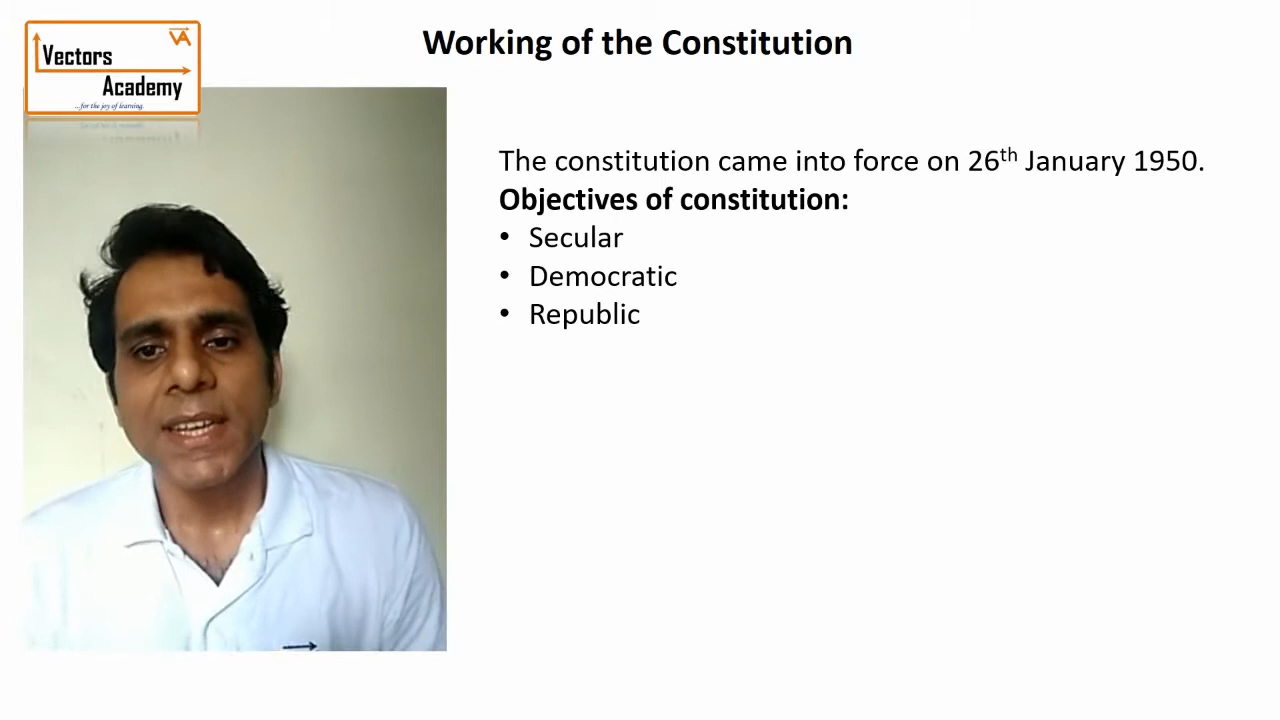 Vectors
VA
Academy
...for the joy of learning.
Working of the Constitution
The constitution came into force on 26th January 1950.
Objectives of constitution:
• Secular
• Democratic
• Republic